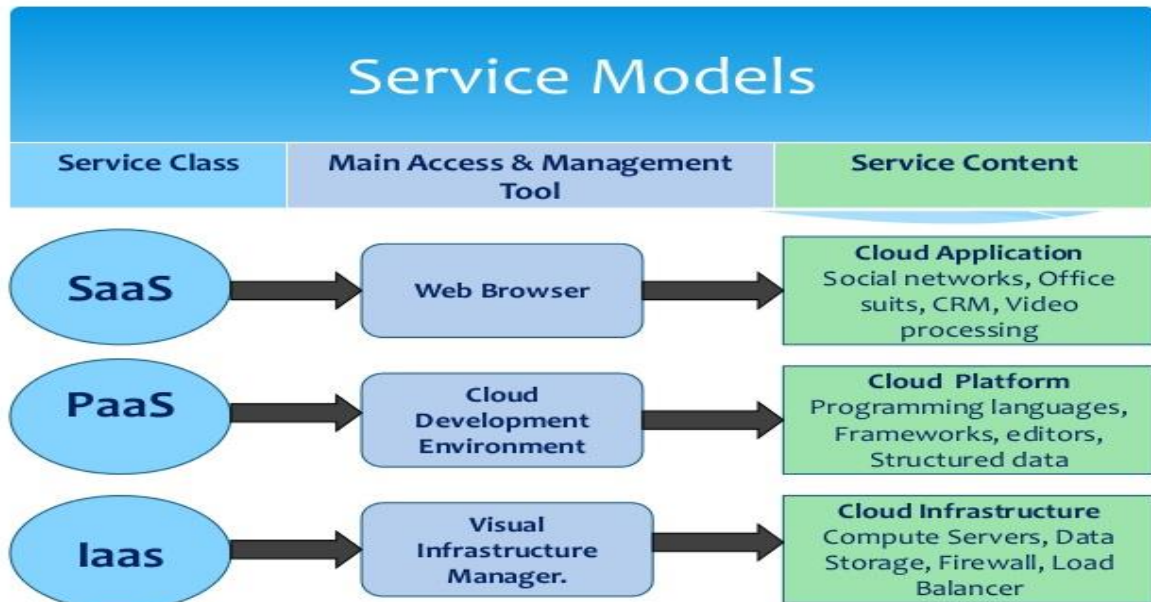 Service Models
Service Class
Main Access & Management
Tool
Service Content
SaaS
Web Browser
Cloud Application
Social networks, Office
suits, CRM, Video
processing
PaaS
Cloud
Development
Environment
Cloud Platform
Programming languages,
Frameworks, editors,
Structured data
Iaas
Visual
Infrastructure
Manager.
Cloud Infrastructure
Compute Servers, Data
Storage, Firewall, Load
Balancer